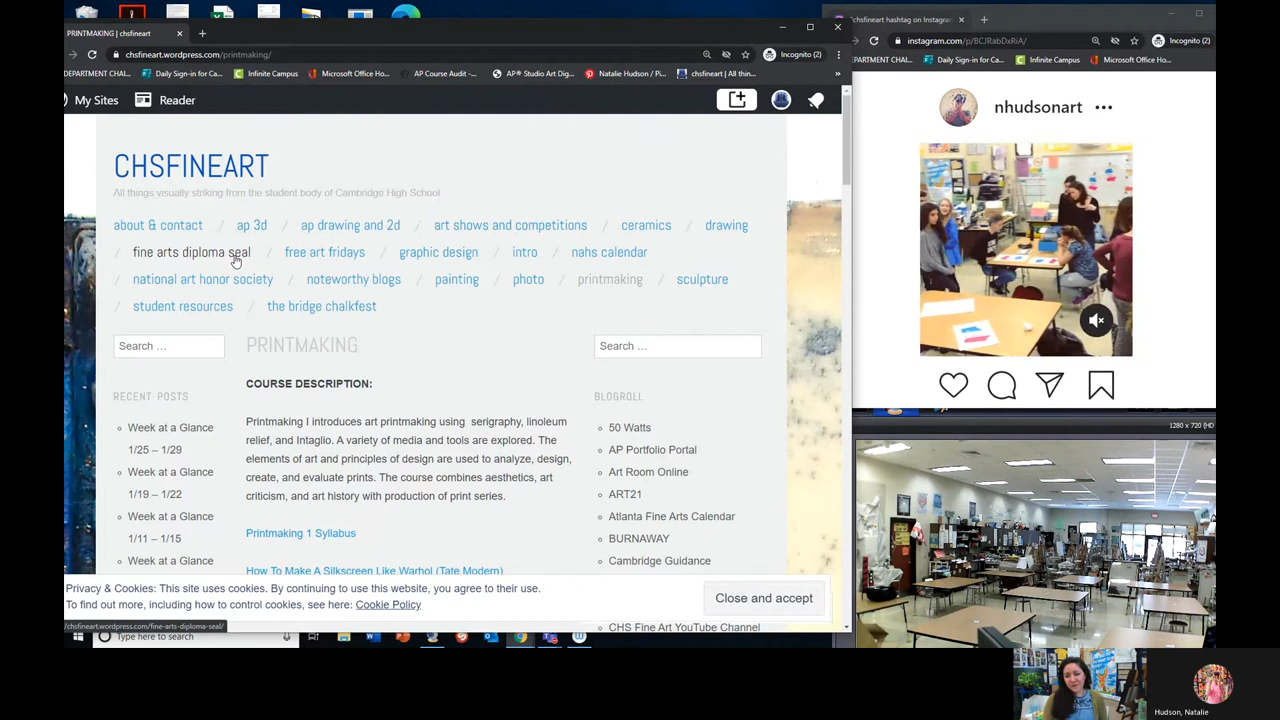 PRINTMAKING | chsfineart
chsfineart.wordpress.com/printmaking/
Incognito (2)
DEPARTMENT CHAI...
Daily Sign-in for Ca...
Infinite Campus
Microsoft Office Ho...
AP Course Audit -...
AP® Studio Art Dig...
Natalie Hudson / Pi...
chsfineart | All thin...
»
My Sites
Reader
CHSFINEART
All things visually striking from the student body of Cambridge High School
about & contact / ap 3d / ap drawing and 2d / art shows and competitions / ceramics / drawing
/ fine arts diploma seal / free art fridays / graphic design / intro / nahs calendar
/ national art honor society / noteworthy blogs / painting / photo / printmaking / sculpture
/ student resources / the bridge chalkfest
Search …
RECENT POSTS
Week at a Glance
1/25 – 1/29
Week at a Glance
1/19 – 1/22
Week at a Glance
1/11 – 1/15
Week at a Glance
PRINTMAKING
COURSE DESCRIPTION:
Printmaking I introduces art printmaking using serigraphy, linoleum
relief, and Intaglio. A variety of media and tools are explored. The
elements of art and principles of design are used to analyze, design,
create, and evaluate prints. The course combines aesthetics, art
criticism, and art history with production of print series.
Printmaking 1 Syllabus
How To Make A Silkscreen Like Warhol (Tate Modern)
Search …
BLOGROLL
50 Watts
AP Portfolio Portal
Art Room Online
ART21
Atlanta Fine Arts Calendar
BURNAWAY
Cambridge Guidance
CHS Fine Art YouTube Channel
Privacy & Cookies: This site uses cookies. By continuing to use this website, you agree to their use.
To find out more, including how to control cookies, see here: Cookie Policy
Close and accept
/chsfineart.wordpress.com/fine-arts-diploma-seal/
Type here to search
chsfineart hashtag on Instagram
instagram.com/p/BCJRabDxRiA/
Incognito (2)
DEPARTMENT CHAI...
Daily Sign-in for Ca...
Infinite Campus
Microsoft Office Ho...
nhudsonart
1280 x 720 (HD
Hudson, Natalie